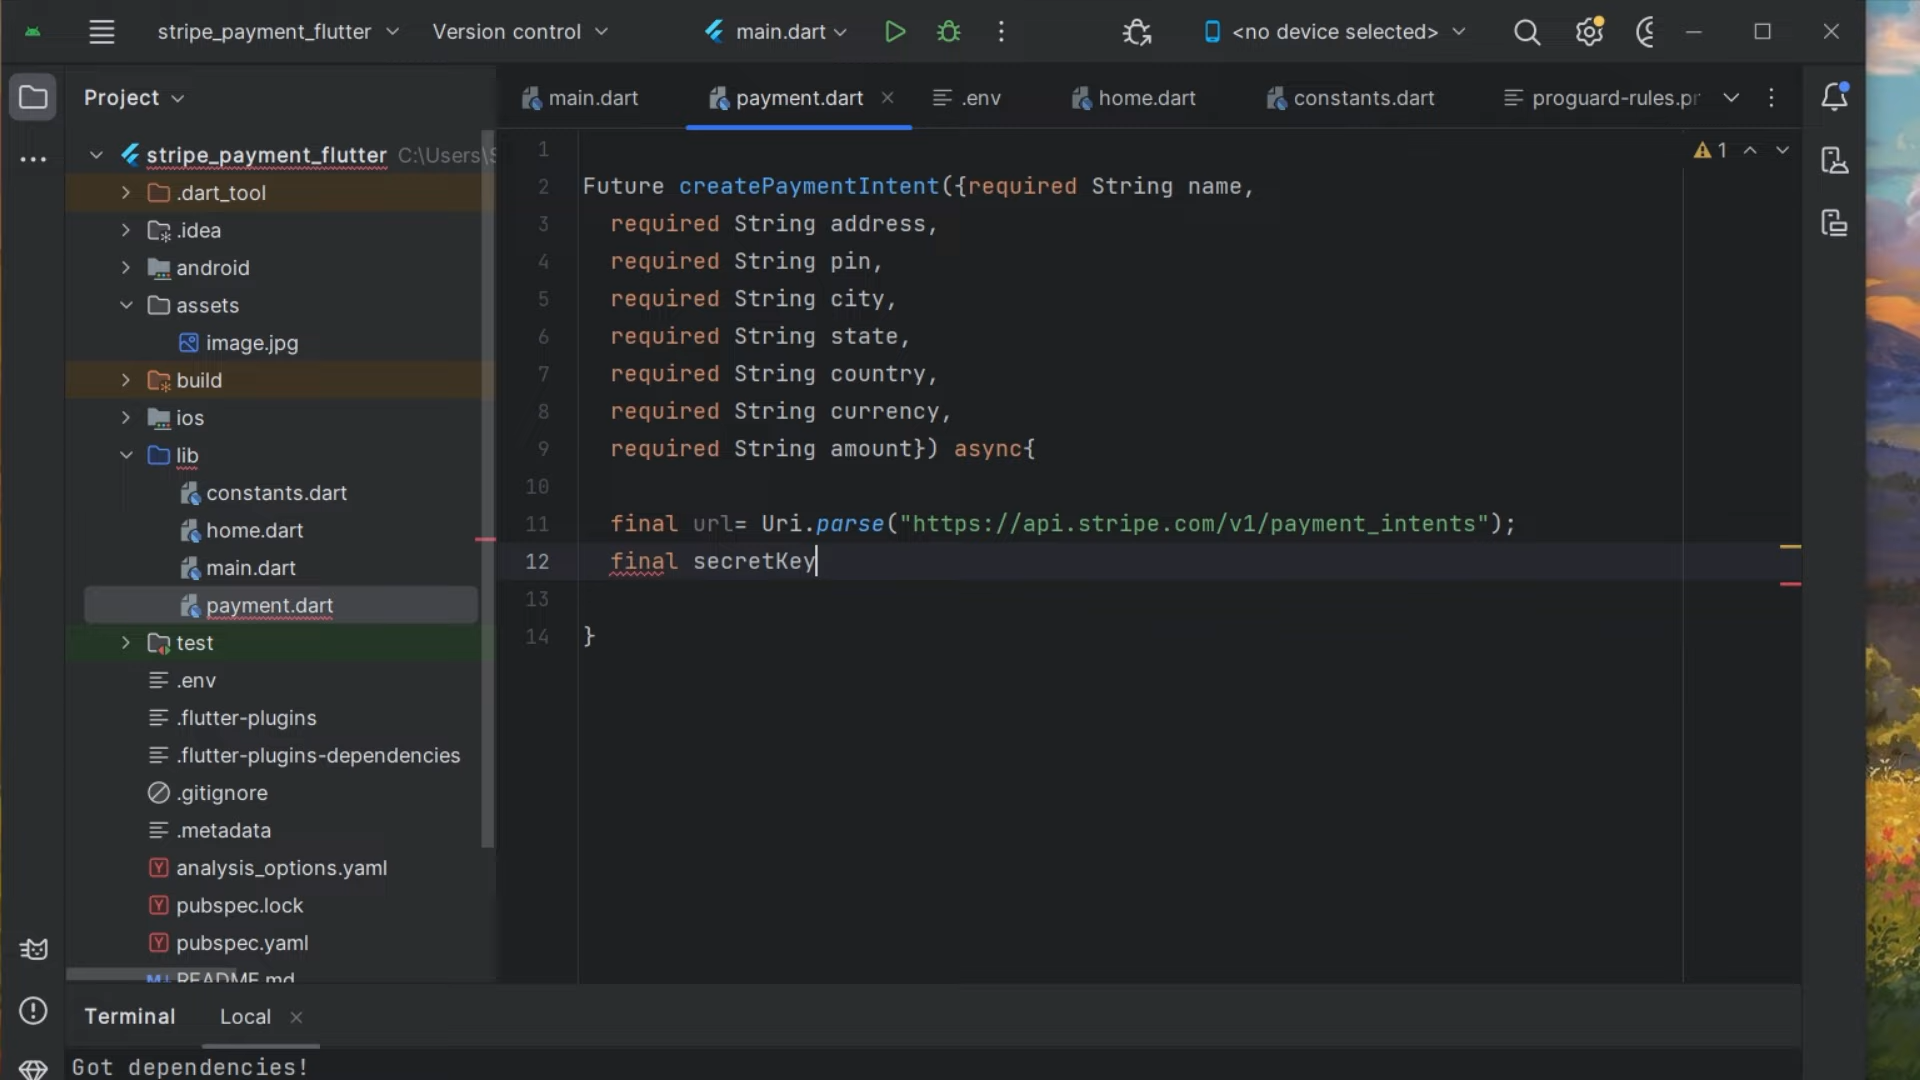 stripe_payment_flutter
Version control
main.dart
<no device selected>
Project
main.dart
payment.dart
.env
home.dart
constants.dart
proguard-rules.pr
stripe_payment_flutter C:\Users\S
.dart_tool
.idea
android
assets
image.jpg
build
ios
lib
constants.dart
home.dart
main.dart
payment.dart
test
.env
.flutter-plugins
.flutter-plugins-dependencies
.gitignore
.metadata
analysis_options.yaml
pubspec.lock
pubspec.yaml
README.md
1
2 Future createPaymentIntent({required String name,
3 required String address,
4 required String pin,
5 required String city,
6 required String state,
7 required String country,
8 required String currency,
9 required String amount}) async{
10
11 final url= Uri.parse("https://api.stripe.com/v1/payment_intents");
12 final secretKey
13
14 }
1
Terminal
Local
Got dependencies!